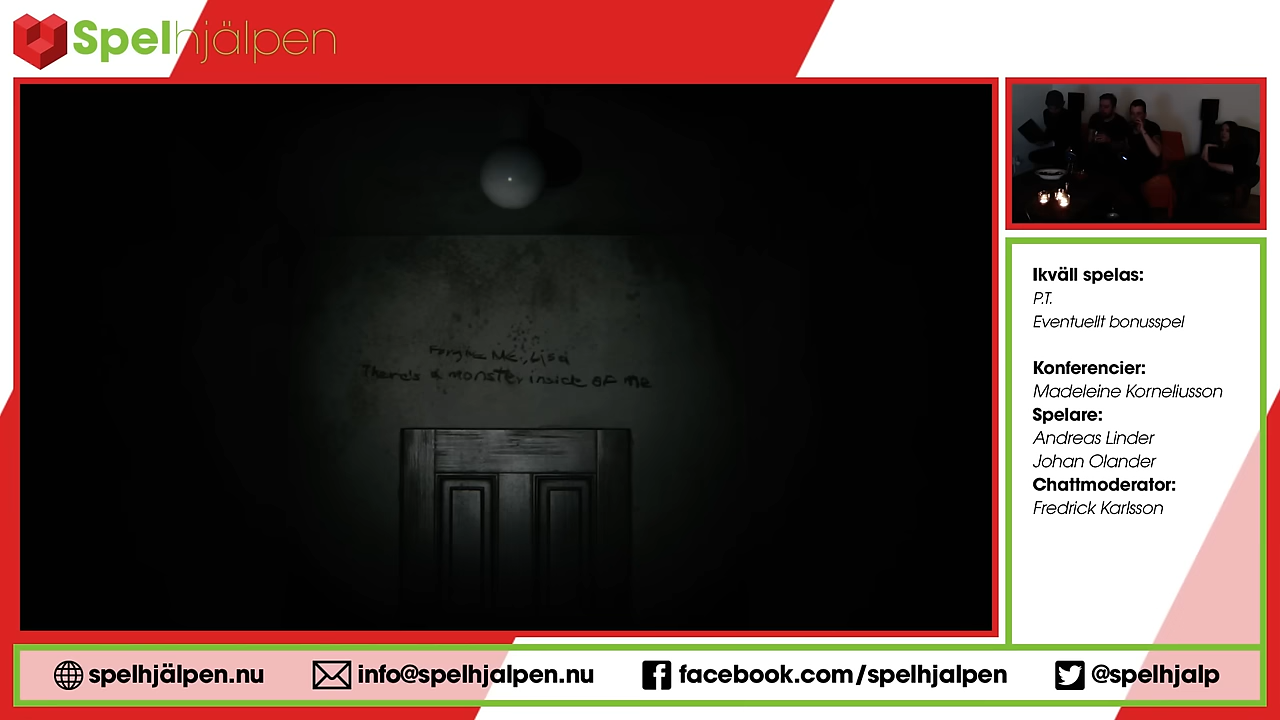 Spelhjälpen
Forgive Me, Lisa
There's a monster inside OF Me
Ikväll spelas:
P.T.
Eventuellt bonusspel
Konferencier:
Madeleine Korneliusson
Spelare:
Andreas Linder
Johan Olander
Chattmoderator:
Fredrick Karlsson
spelhjälpen.nu info@spelhjalpen.nu facebook.com/spelhjalpen @spelhjalp